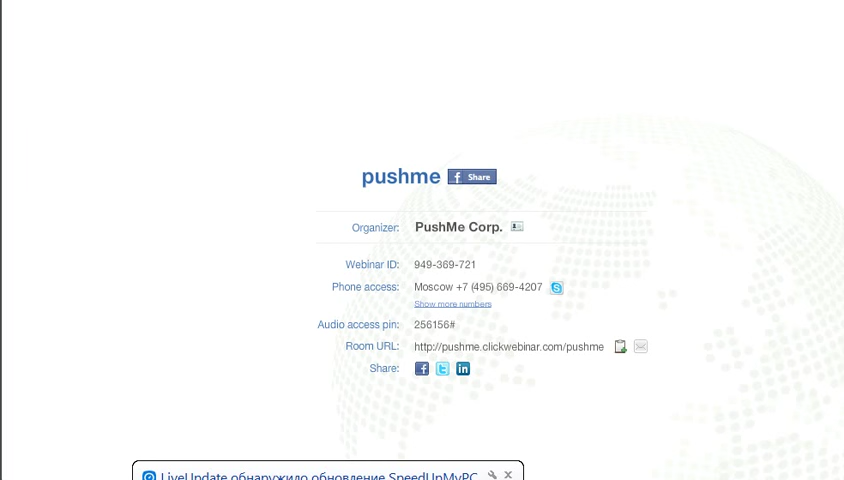 pushme Share
Organizer: PushMe Corp.
Webinar ID: 949-369-721
Phone access: Moscow +7 (495) 669-4207
Show more numbers
Audio access pin: 256156#
Room URL: http://pushme.clickwebinar.com/pushme
Share:
LiveUpdate обнаружило обновление SpeedUpMyPC